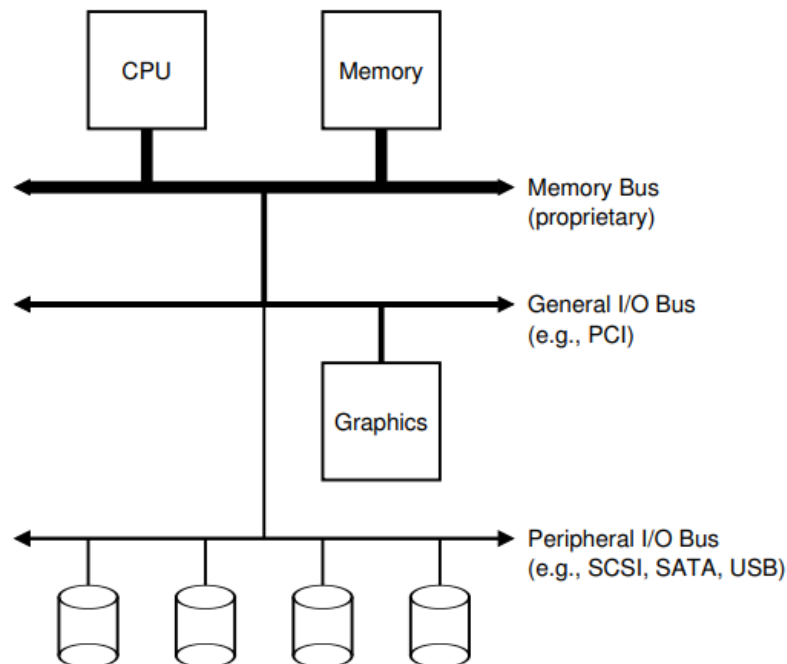 CPU
Memory
Memory Bus
(proprietary)
General I/O Bus
(e.g., PCI)
Graphics
Peripheral I/O Bus
(e.g., SCSI, SATA, USB)